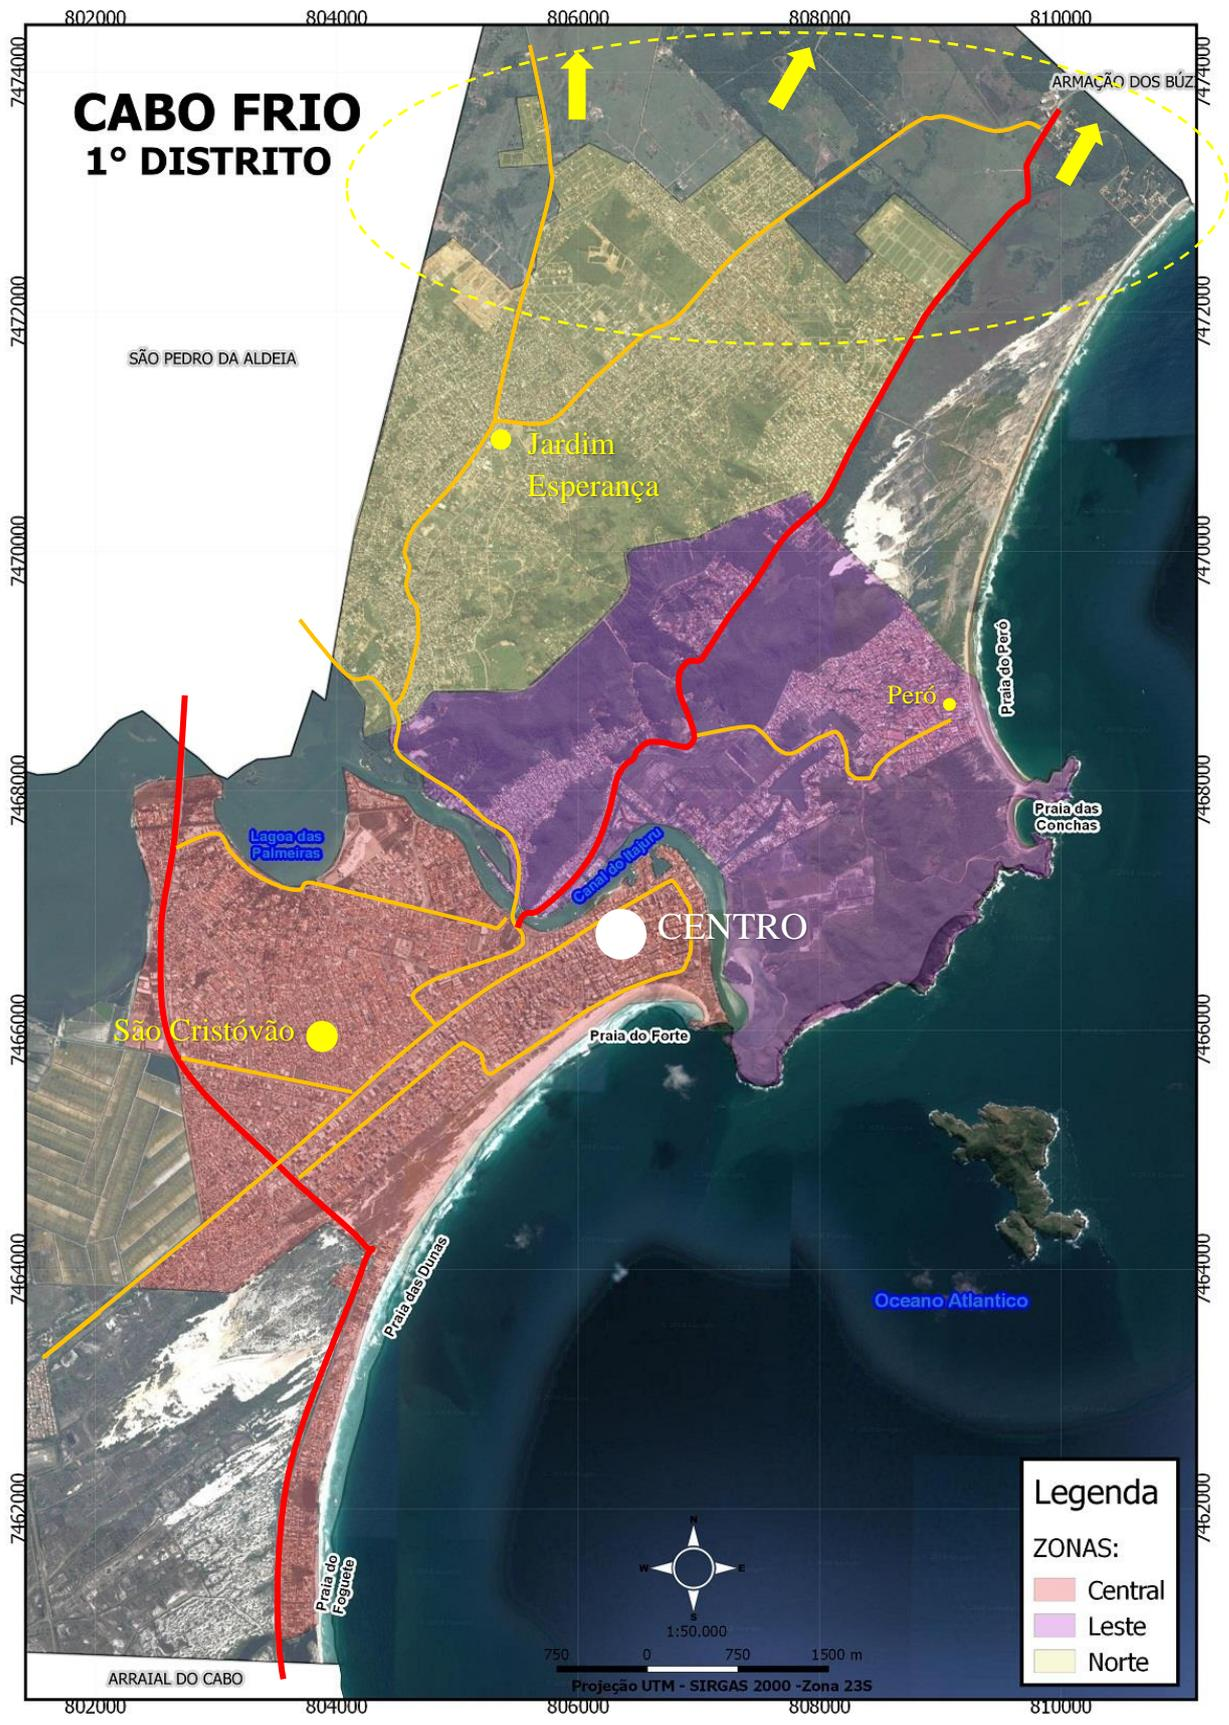 802000 804000 806000 808000 810000
7474000
7474000
CABO FRIO
1° DISTRITO
ARMAÇÃO DOS BÚZ
7472000
7472000
SÃO PEDRO DA ALDEIA
Jardim
Esperança
7470000
7470000
Praia do Peró
Peró
7468000
7468000
Praia das
Conchas
Lagoa das
Palmeiras
Canal do Itajuru
CENTRO
7466000
7466000
São Cristóvão
Praia do Forte
7464000
7464000
Praia das Dunas
Oceano Atlantico
7462000
7462000
Legenda
ZONAS:
Central
Leste
Norte
Praia do
Foguete
N
W E
S
1:50.000
750 0 750 1500 m
Projeção UTM - SIRGAS 2000 -Zona 23S
ARRAIAL DO CABO
802000 804000 806000 808000 810000